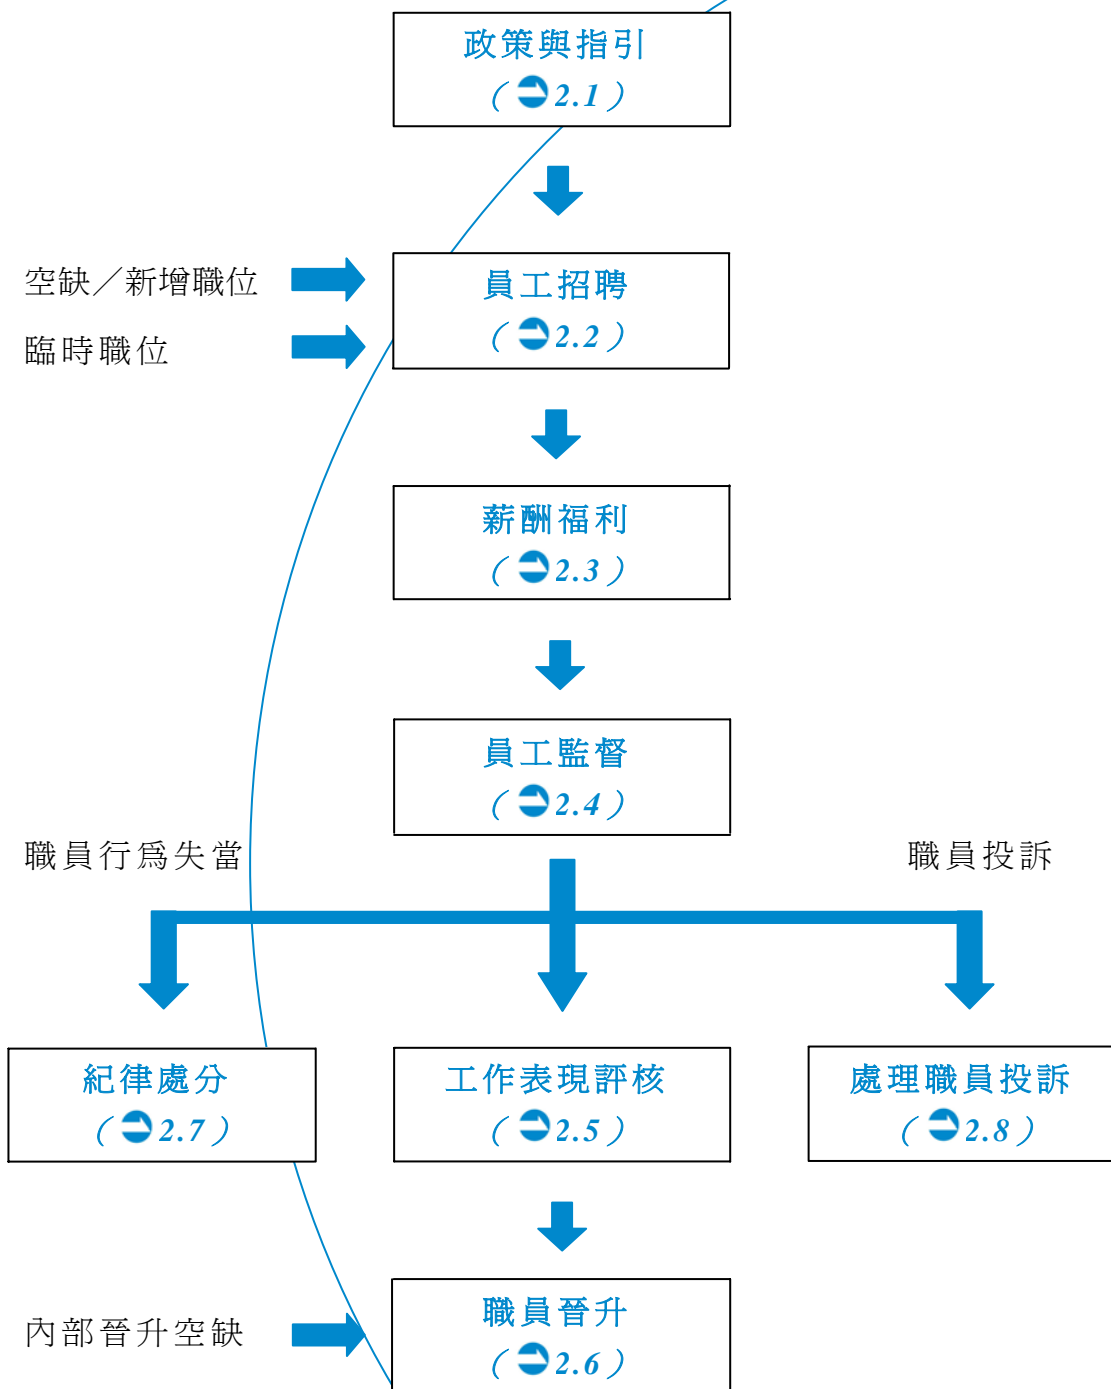 政策與指引
（➲2.1）
空缺／新增職位
員工招聘
（➲2.2）
臨時職位
薪酬福利
（➲2.3）
員工監督
（➲2.4）
職員行爲失當
職員投訴
紀律處分
（➲2.7）
工作表現評核
（➲2.5）
處理職員投訴
（➲2.8）
內部晉升空缺
職員晉升
（➲2.6）